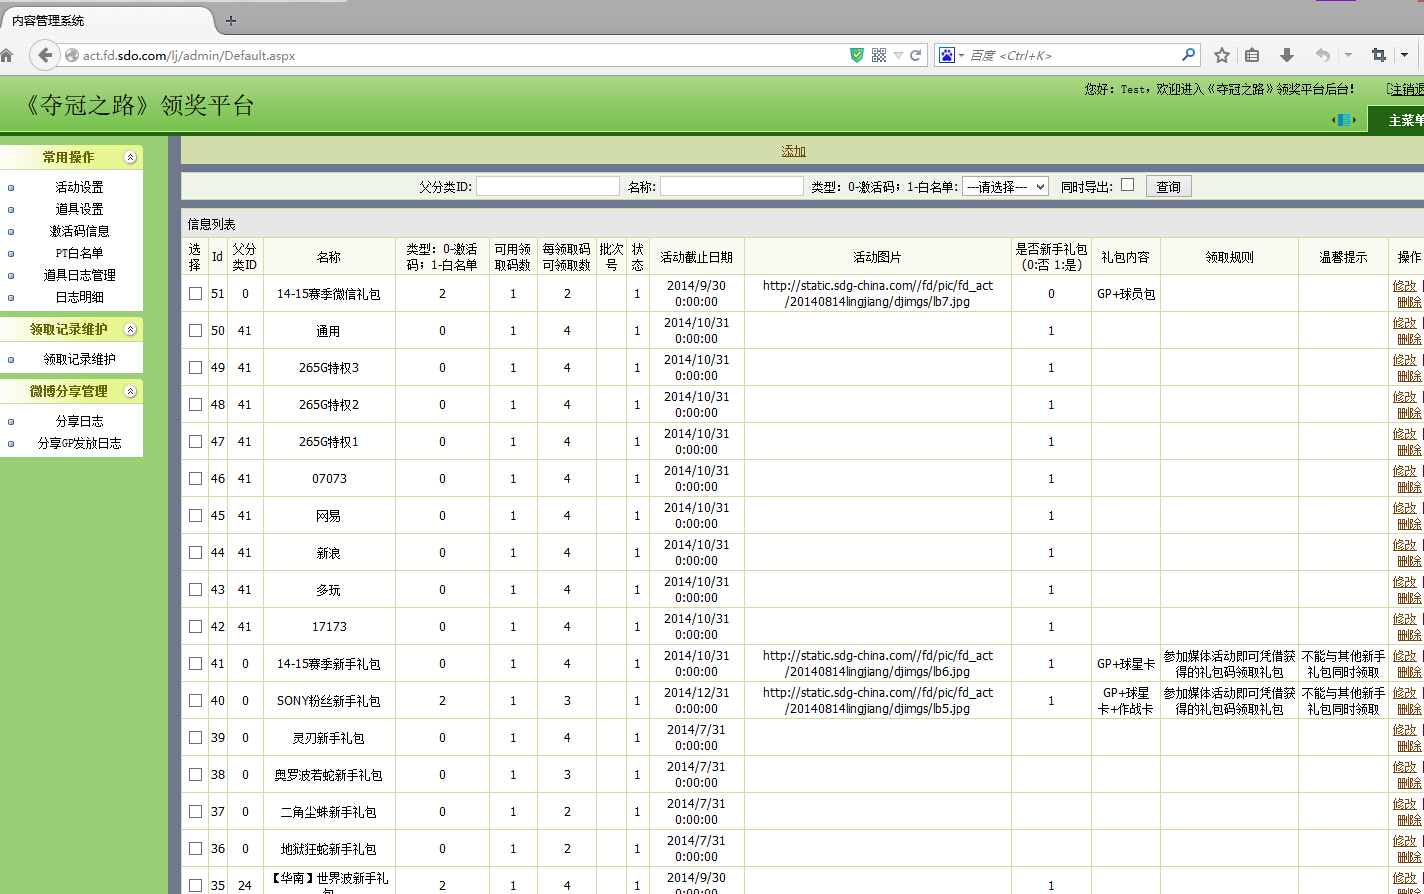 内容管理系统
act.fd.sdo.com/lj/admin/Default.aspx
百度 <Ctrl+K>
《夺冠之路》领奖平台
您好：Test，欢迎进入《夺冠之路》领奖平台后台！
[注销退
主菜单
常用操作
活动设置
道具设置
激活码信息
PT白名单
道具日志管理
日志明细
领取记录维护
领取记录维护
微博分享管理
分享日志
分享GP发放日志
添加
父分类ID: 名称: 类型：0-激活码；1-白名单: ---请选择--- 同时导出: 查询
信息列表
选择 Id 父分类ID 名称 类型：0-激活码；1-白名单 可用领取码数 每领取码可领取数 批次号 状态 活动截止日期 活动图片 是否新手礼包(0:否 1:是) 礼包内容 领取规则 温馨提示 操作
51 0 14-15赛季微信礼包 2 1 2 1 2014/9/30 0:00:00 http://static.sdg-china.com//fd/pic/fd_act/20140814lingjiang/djimgs/lb7.jpg 0 GP+球员包 修改 | 删除
50 41 通用 0 1 4 1 2014/10/31 0:00:00 1 修改 | 删除
49 41 265G特权3 0 1 4 1 2014/10/31 0:00:00 1 修改 | 删除
48 41 265G特权2 0 1 4 1 2014/10/31 0:00:00 1 修改 | 删除
47 41 265G特权1 0 1 4 1 2014/10/31 0:00:00 1 修改 | 删除
46 41 07073 0 1 4 1 2014/10/31 0:00:00 1 修改 | 删除
45 41 网易 0 1 4 1 2014/10/31 0:00:00 1 修改 | 删除
44 41 新浪 0 1 4 1 2014/10/31 0:00:00 1 修改 | 删除
43 41 多玩 0 1 4 1 2014/10/31 0:00:00 1 修改 | 删除
42 41 17173 0 1 4 1 2014/10/31 0:00:00 1 修改 | 删除
41 0 14-15赛季新手礼包 0 1 4 1 2014/10/31 0:00:00 http://static.sdg-china.com//fd/pic/fd_act/20140814lingjiang/djimgs/lb6.jpg 1 GP+球星卡 参加媒体活动即可凭借获得的礼包码领取礼包 不能与其他新手礼包同时领取 修改 | 删除
40 0 SONY粉丝新手礼包 2 1 3 1 2014/12/31 0:00:00 http://static.sdg-china.com//fd/pic/fd_act/20140814lingjiang/djimgs/lb5.jpg 1 GP+球星卡+作战卡 参加媒体活动即可凭借获得的礼包码领取礼包 不能与其他新手礼包同时领取 修改 | 删除
39 0 灵刃新手礼包 0 1 4 1 2014/7/31 0:00:00 修改 | 删除
38 0 奥罗波若蛇新手礼包 0 1 3 1 2014/7/31 0:00:00 修改 | 删除
37 0 二角尘蛛新手礼包 0 1 2 1 2014/7/31 0:00:00 修改 | 删除
36 0 地狱狂蛇新手礼包 0 1 2 1 2014/7/31 0:00:00 修改 | 删除
35 24 【华南】世界波新手礼包 2 1 4 1 2014/9/30 0:00:00 1 修改 | 删除